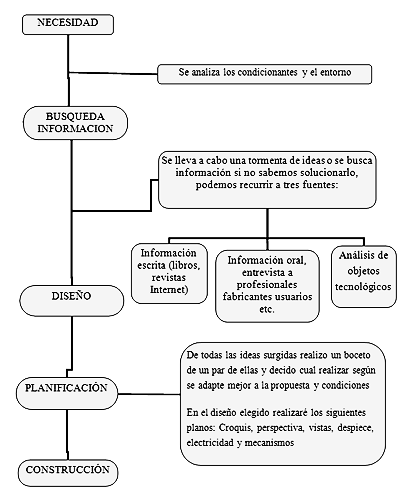 NECESIDAD
Se analiza los condicionantes y el entorno
BUSQUEDA
INFORMACION
Se lleva a cabo una tormenta de ideas o se busca
información si no sabemos solucionarlo,
podemos recurrir a tres fuentes:
Información
escrita (libros,
revistas
Internet)
Información oral,
entrevista a
profesionales
fabricantes usuarios
etc.
Análisis de
objetos
tecnológicos
DISEÑO
De todas las ideas surgidas realizo un boceto
de un par de ellas y decido cual realizar según
se adapte mejor a la propuesta y condiciones
En el diseño elegido realizaré los siguientes
planos: Croquis, perspectiva, vistas, despiece,
electricidad y mecanismos
PLANIFICACIÓN
CONSTRUCCIÓN